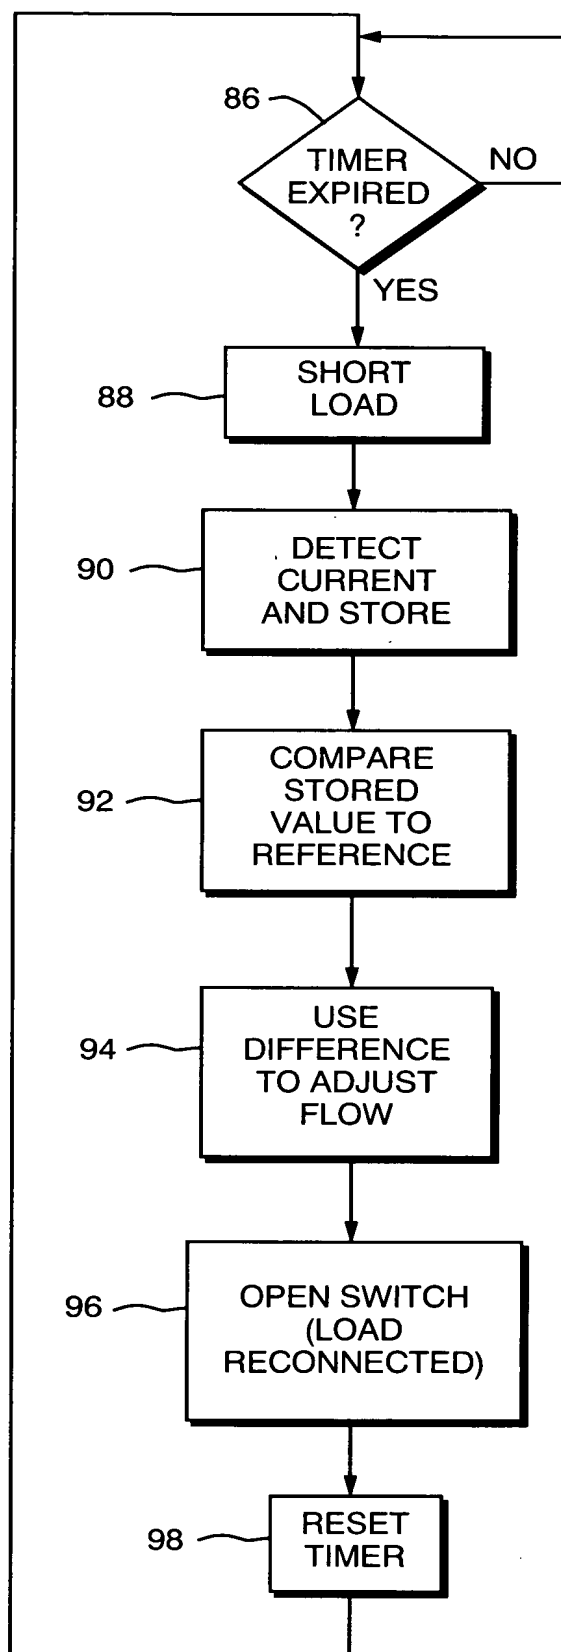 86
TIMER
EXPIRED
?
NO
YES
88
SHORT
LOAD
90
DETECT
CURRENT
AND STORE
92
COMPARE
STORED
VALUE TO
REFERENCE
94
USE
DIFFERENCE
TO ADJUST
FLOW
96
OPEN SWITCH
(LOAD
RECONNECTED)
98
RESET
TIMER